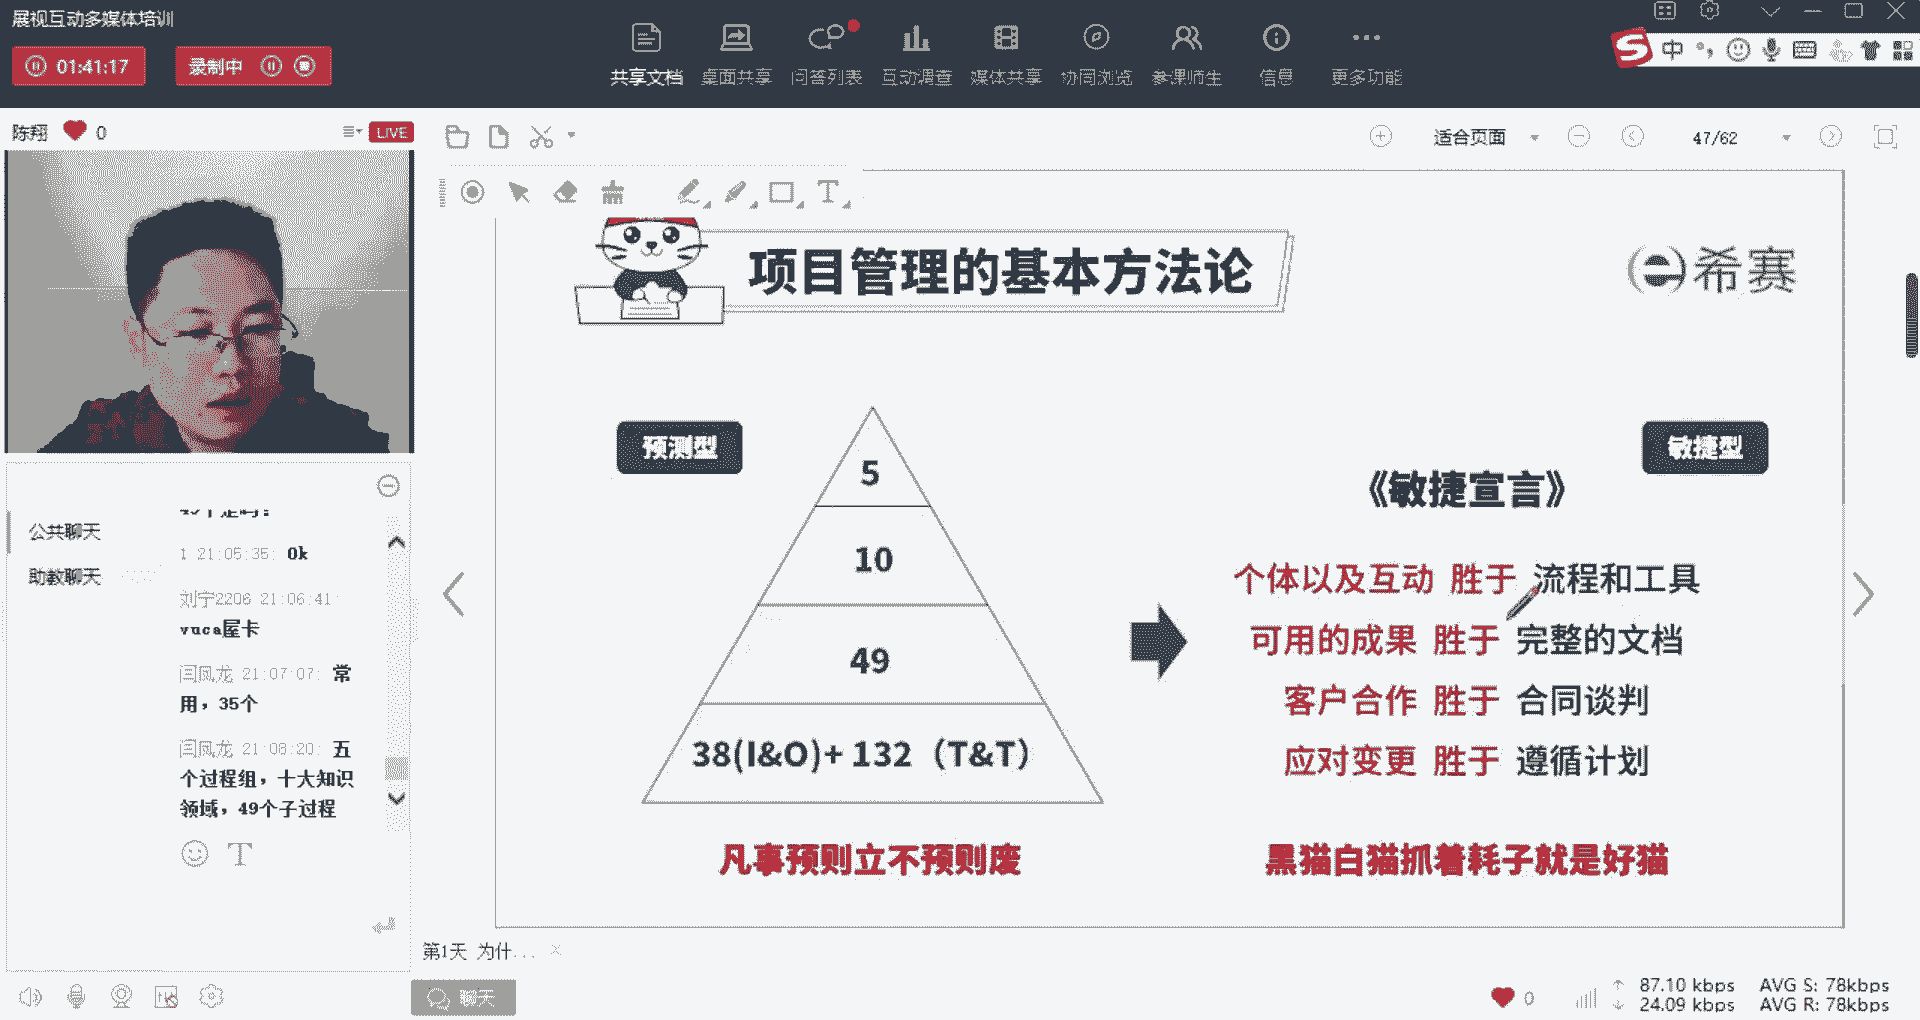 展视互动多媒体培训
01:41:17
录制中
共享文档
桌面共享
问答列表
互动调查
媒体共享
协同浏览
参课师生
信息
更多功能
中
陈翔
0
LIVE
适合页面
47/62
项目管理的基本方法论
希赛
预测型
5
10
49
38(I&O)+ 132（T&T）
凡事预则立不预则废
敏捷型
《敏捷宣言》
个体以及互动 胜于 流程和工具
可用的成果 胜于 完整的文档
客户合作 胜于 合同谈判
应对变更 胜于 遵循计划
黑猫白猫抓着耗子就是好猫
公共聊天
助教聊天
1 21:05:35: Ok
刘宁2206 21:06:41:
vuca屋卡
闫凤龙 21:07:07: 常
用，35个
闫凤龙 21:08:20: 五
个过程组，十大知识
领域，49个子过程
第1天 为什...
聊天
0
87.10 kbps
AVG S: 78kbps
24.09 kbps
AVG R: 78kbps